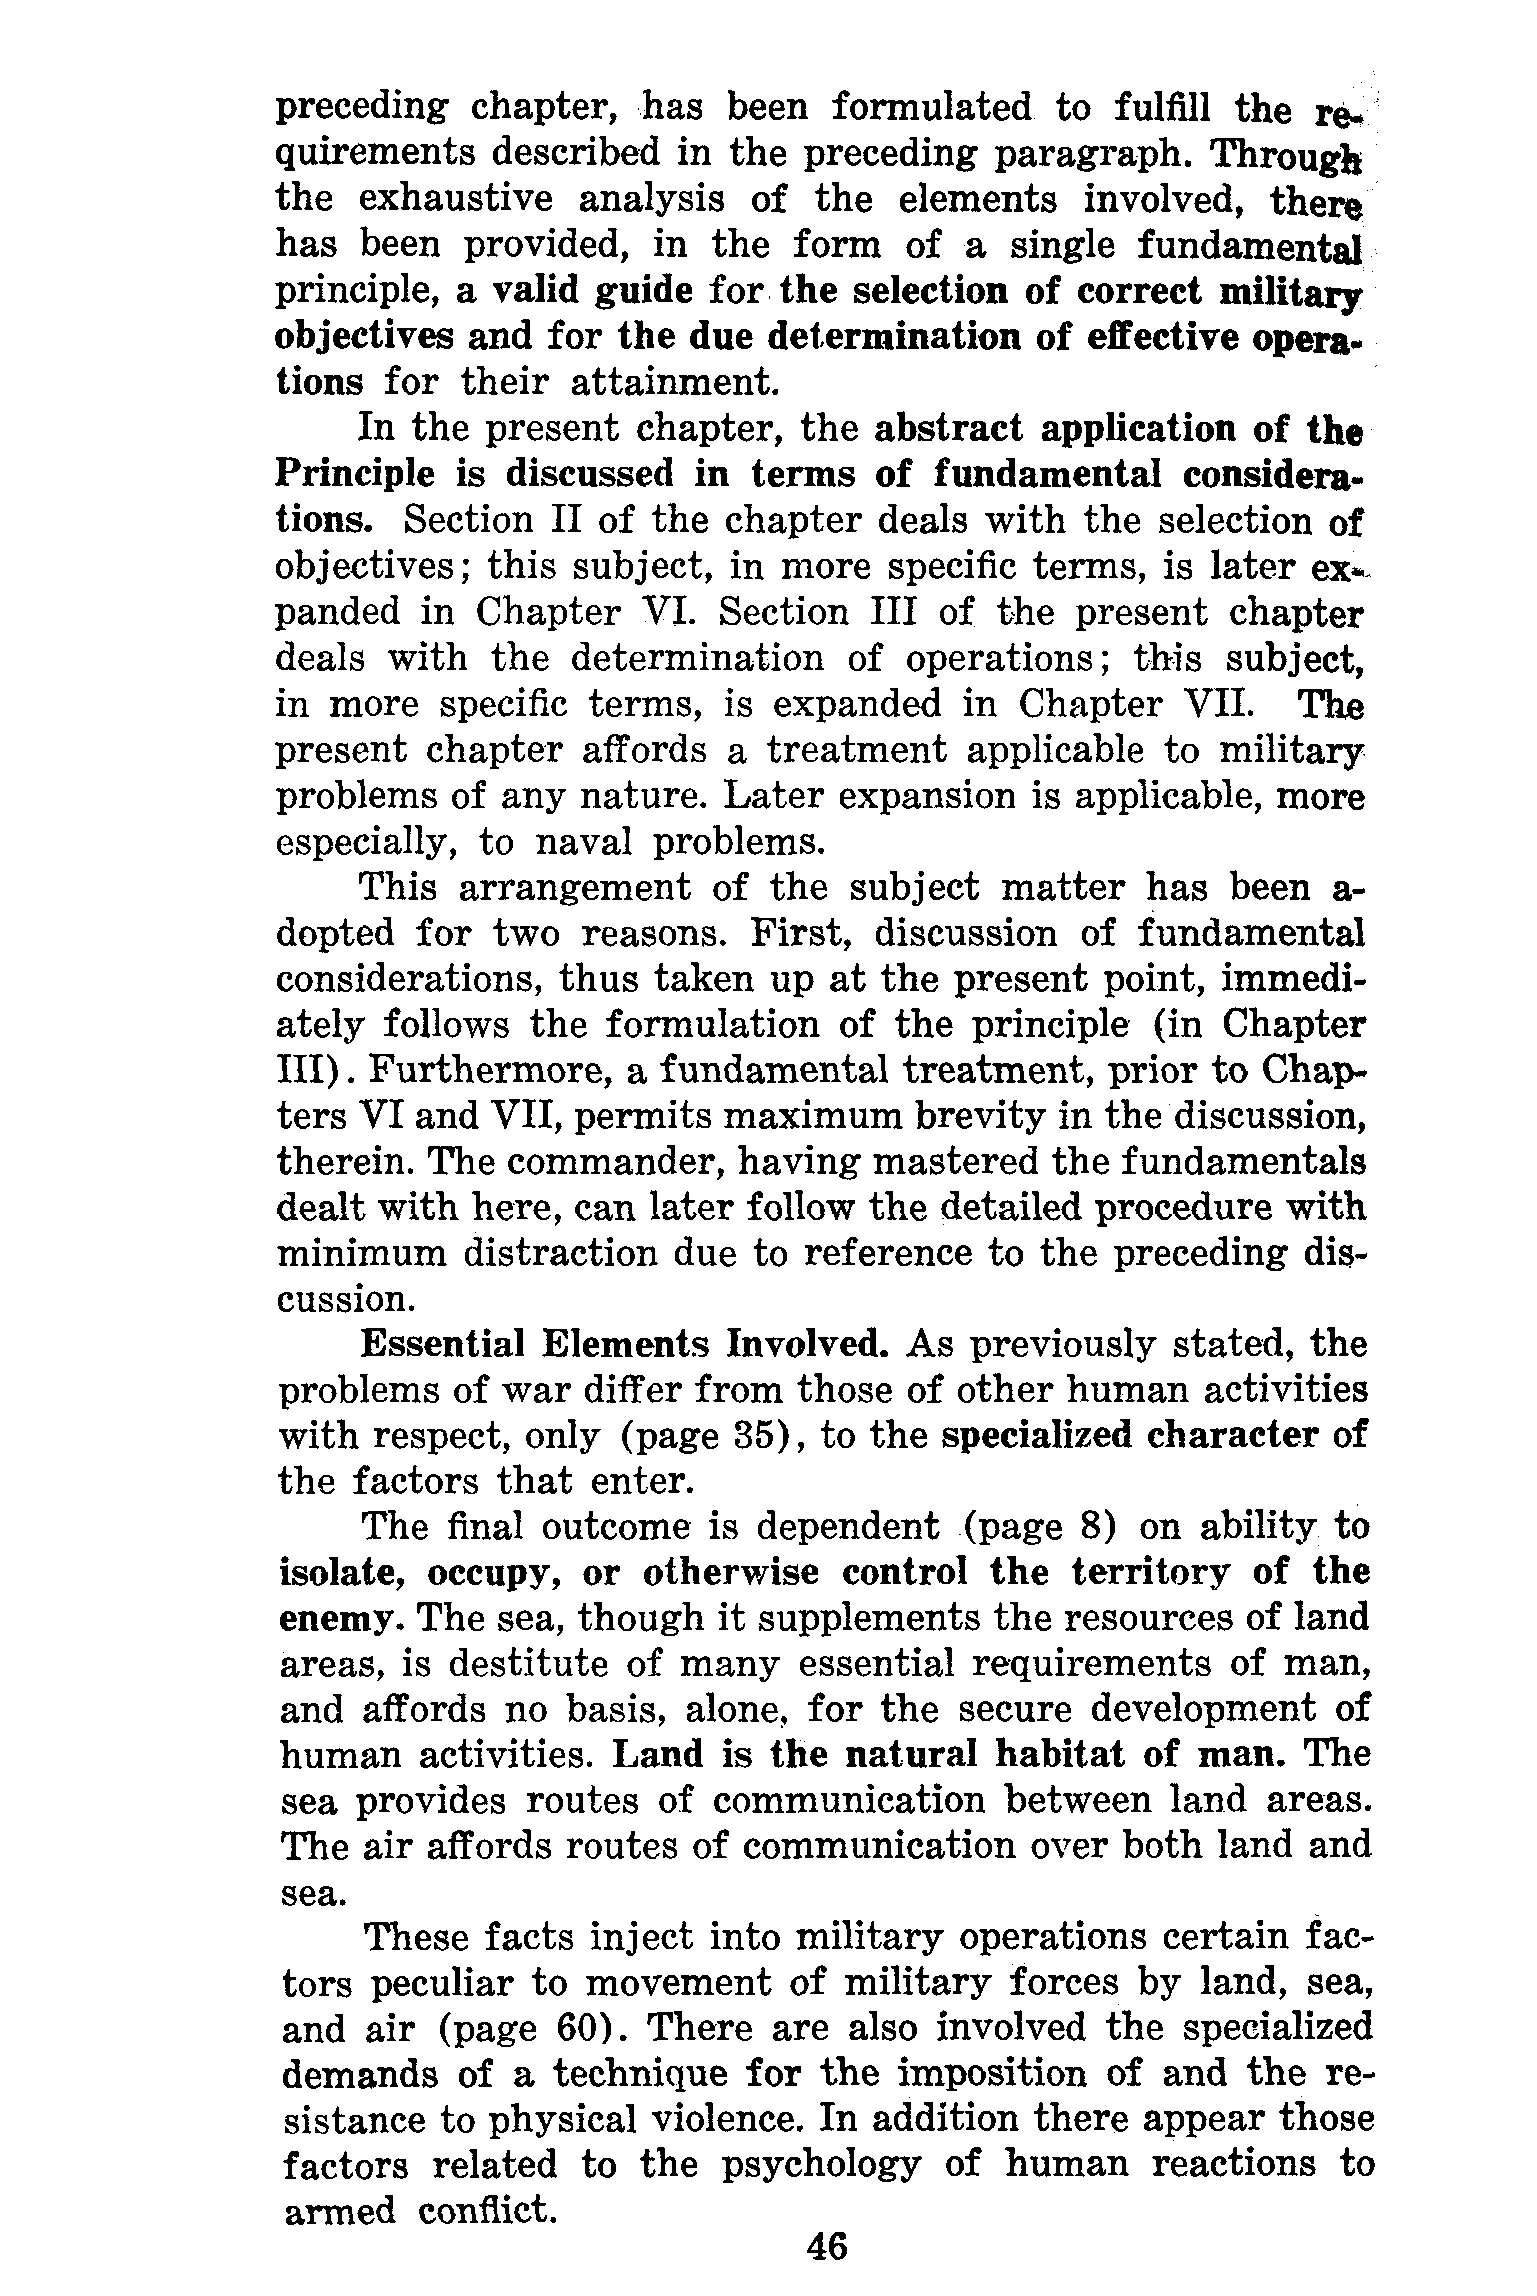 preceding chapter, has been formulated to fulfill the re-
quirements described in the preceding paragraph. Through
the exhaustive analysis of the elements involved, there
has been provided, in the form of a single fundamental
principle, a valid guide for the selection of correct military
objectives and for the due determination of effective opera-
tions for their attainment.
In the present chapter, the abstract application of the
Principle is discussed in terms of fundamental considera-
tions. Section II of the chapter deals with the selection of
objectives; this subject, in more specific terms, is later ex-
panded in Chapter VI. Section III of the present chapter
deals with the determination of operations; this subject,
in more specific terms, is expanded in Chapter VII. The
present chapter affords a treatment applicable to military
problems of any nature. Later expansion is applicable, more
especially, to naval problems.
This arrangement of the subject matter has been a-
dopted for two reasons. First, discussion of fundamental
considerations, thus taken up at the present point, immedi-
ately follows the formulation of the principle (in Chapter
III). Furthermore, a fundamental treatment, prior to Chap-
ters VI and VII, permits maximum brevity in the discussion,
therein. The commander, having mastered the fundamentals
dealt with here, can later follow the detailed procedure with
minimum distraction due to reference to the preceding dis-
cussion.
Essential Elements Involved. As previously stated, the
problems of war differ from those of other human activities
with respect, only (page 35), to the specialized character of
the factors that enter.
The final outcome is dependent (page 8) on ability to
isolate, occupy, or otherwise control the territory of the
enemy. The sea, though it supplements the resources of land
areas, is destitute of many essential requirements of man,
and affords no basis, alone, for the secure development of
human activities. Land is the natural habitat of man. The
sea provides routes of communication between land areas.
The air affords routes of communication over both land and
sea.
These facts inject into military operations certain fac-
tors peculiar to movement of military forces by land, sea,
and air (page 60). There are also involved the specialized
demands of a technique for the imposition of and the re-
sistance to physical violence. In addition there appear those
factors related to the psychology of human reactions to
armed conflict.
46